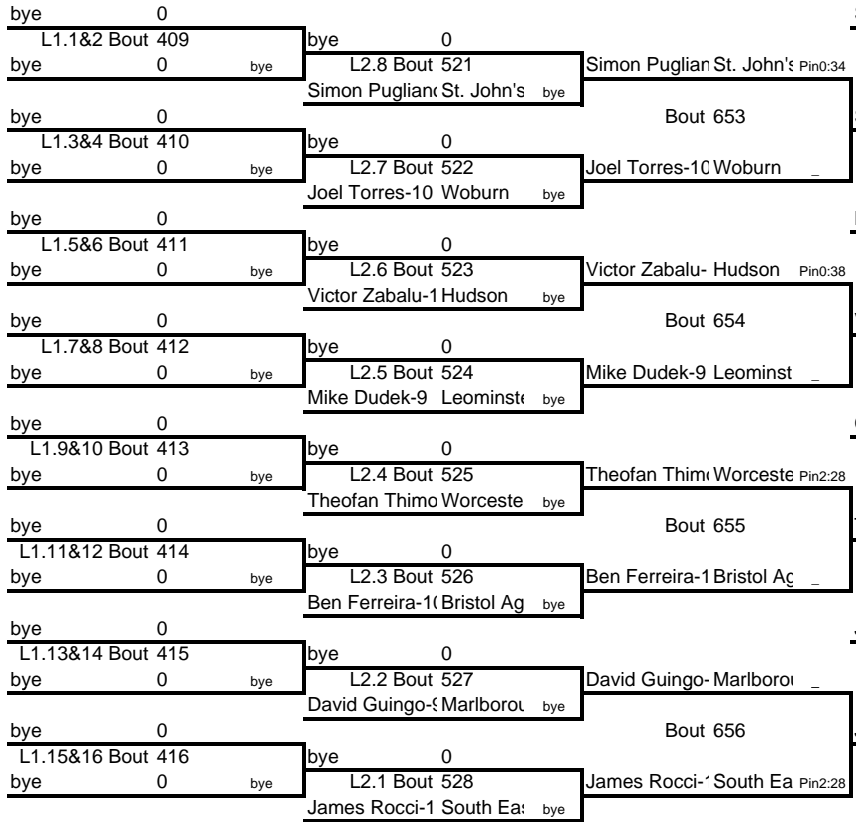 bye 0
L1.1&2 Bout 409 bye 0
bye 0 bye L2.8 Bout 521 Simon Puglian St. John's Pin0:34
Simon Pugliano St. John's bye
bye 0 Bout 653
L1.3&4 Bout 410 bye 0
bye 0 bye L2.7 Bout 522 Joel Torres-10 Woburn _
Joel Torres-10 Woburn bye
bye 0
L1.5&6 Bout 411 bye 0
bye 0 bye L2.6 Bout 523 Victor Zabalu- Hudson Pin0:38
Victor Zabalu-1 Hudson bye
bye 0 Bout 654
L1.7&8 Bout 412 bye 0
bye 0 bye L2.5 Bout 524 Mike Dudek-9 Leominst _
Mike Dudek-9 Leominste bye
bye 0
L1.9&10 Bout 413 bye 0
bye 0 bye L2.4 Bout 525 Theofan Thimo Worceste Pin2:28
Theofan Thimo Worceste bye
bye 0 Bout 655
L1.11&12 Bout 414 bye 0
bye 0 bye L2.3 Bout 526 Ben Ferreira-1 Bristol Ag _
Ben Ferreira-10 Bristol Ag bye
bye 0
L1.13&14 Bout 415 bye 0
bye 0 bye L2.2 Bout 527 David Guingo- Marlborou _
David Guingo-9 Marlborou bye
bye 0 Bout 656
L1.15&16 Bout 416 bye 0
bye 0 bye L2.1 Bout 528 James Rocci-1 South Ea Pin2:28
James Rocci-1 South Eas bye